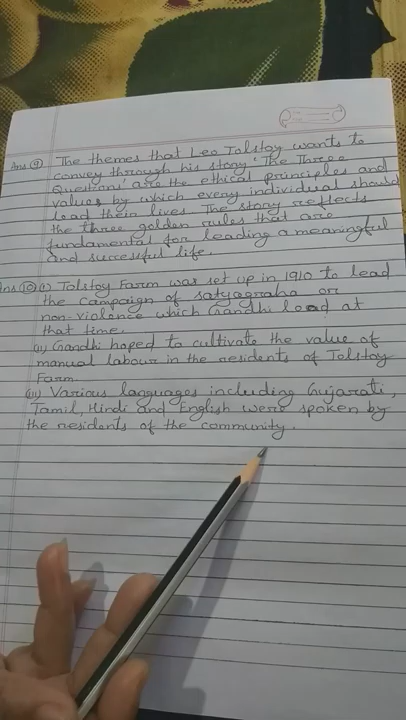 Ans 9) The themes that Leo Tolstoy wants to
convey through his story 'The Three
Questions' are the ethical principles and
values by which every individual should
lead their lives. The story reflects
the three golden rules that are
fundamental for leading a meaningful
and successful life.
Ans 10) (i) Tolstoy Farm was set up in 1910 to lead
the campaign of satyagraha or
non-violence which Gandhi lead at
that time.
(ii) Gandhi hoped to cultivate the value of
manual labour in the residents of Tolstoy
Farm
(iii) Various languages including Gujarati,
Tamil, Hindi and English were spoken by
the residents of the community.